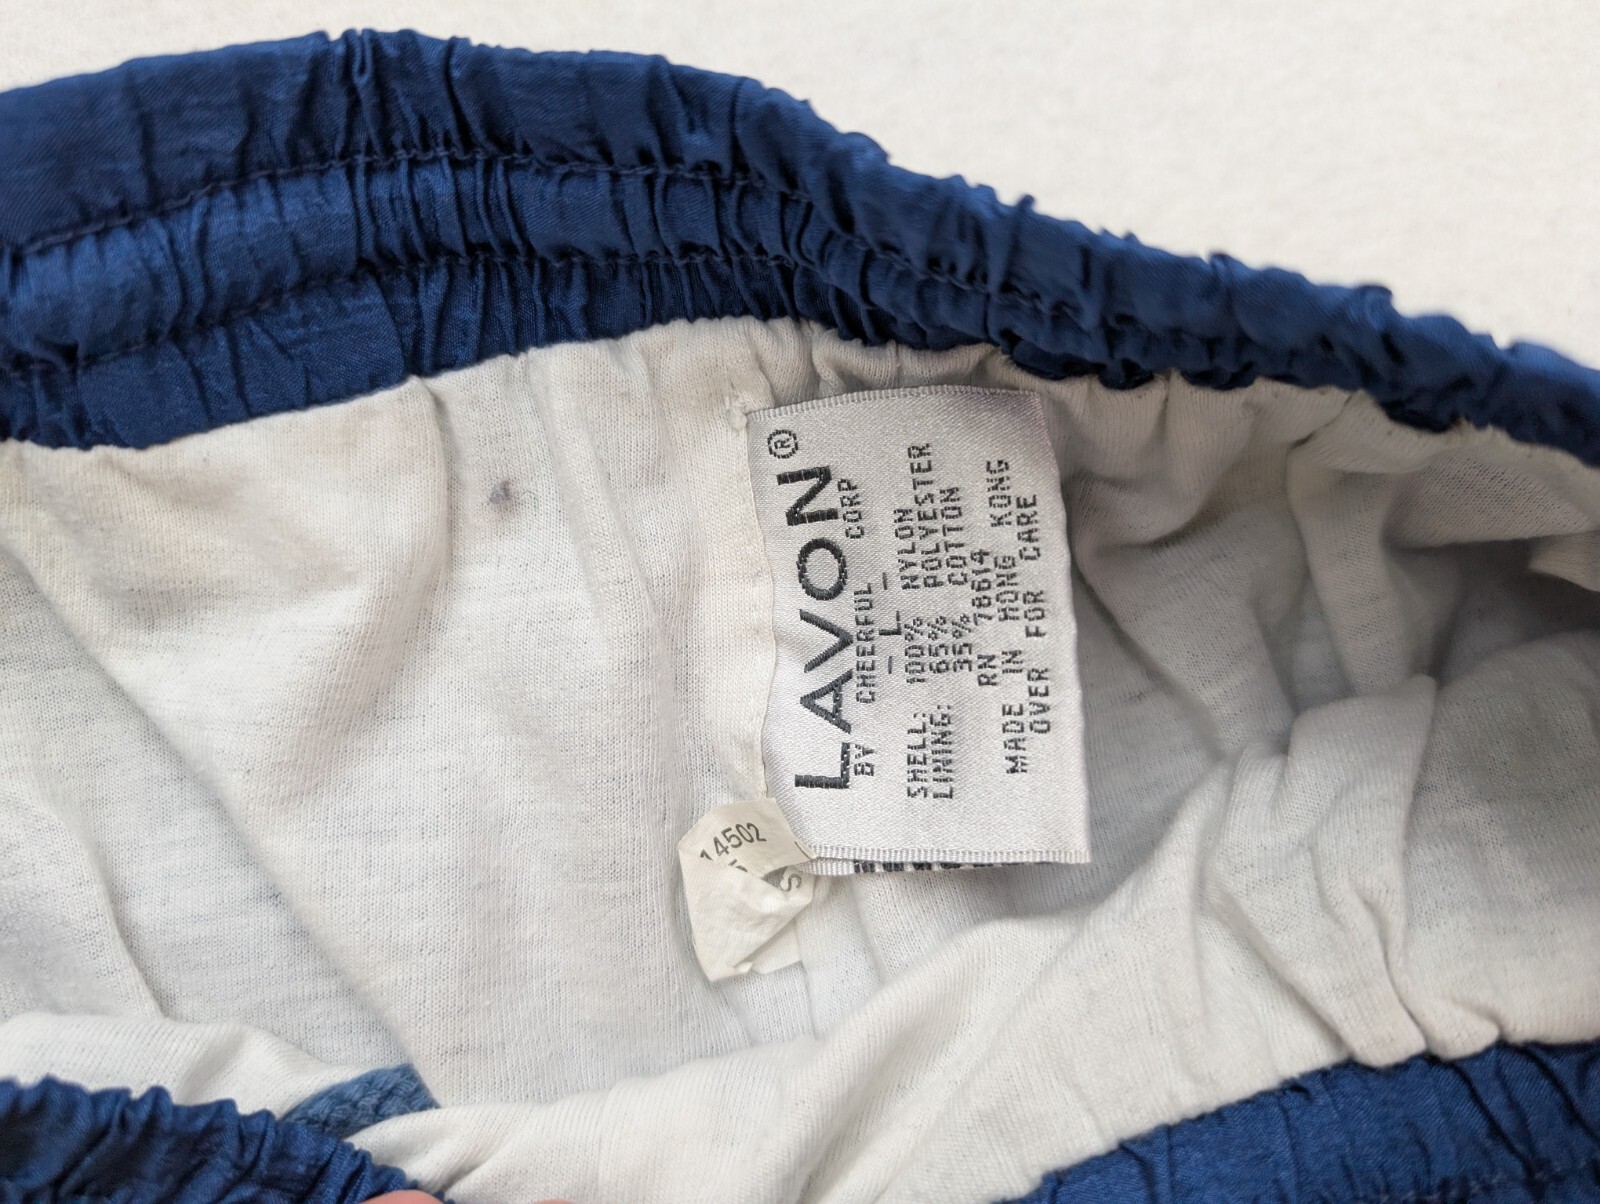 LAVON®
BY CHEERFUL CORP
— L —
SHELL: 100% NYLON
LINING: 65% POLYESTER
35% COTTON
RN 78614
MADE IN HONG KONG
OVER FOR CARE
14502
S